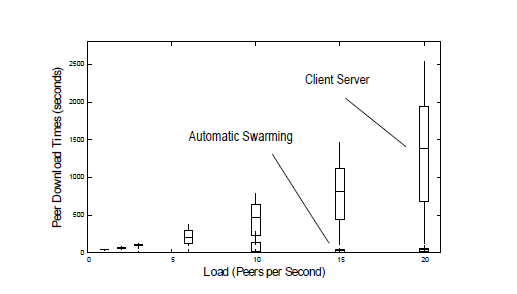 2500
2000
1500
1000
500
0
Peer Download Times (seconds)
Client Server
Automatic Swarming
0
5
10
15
20
Load (Peers per Second)